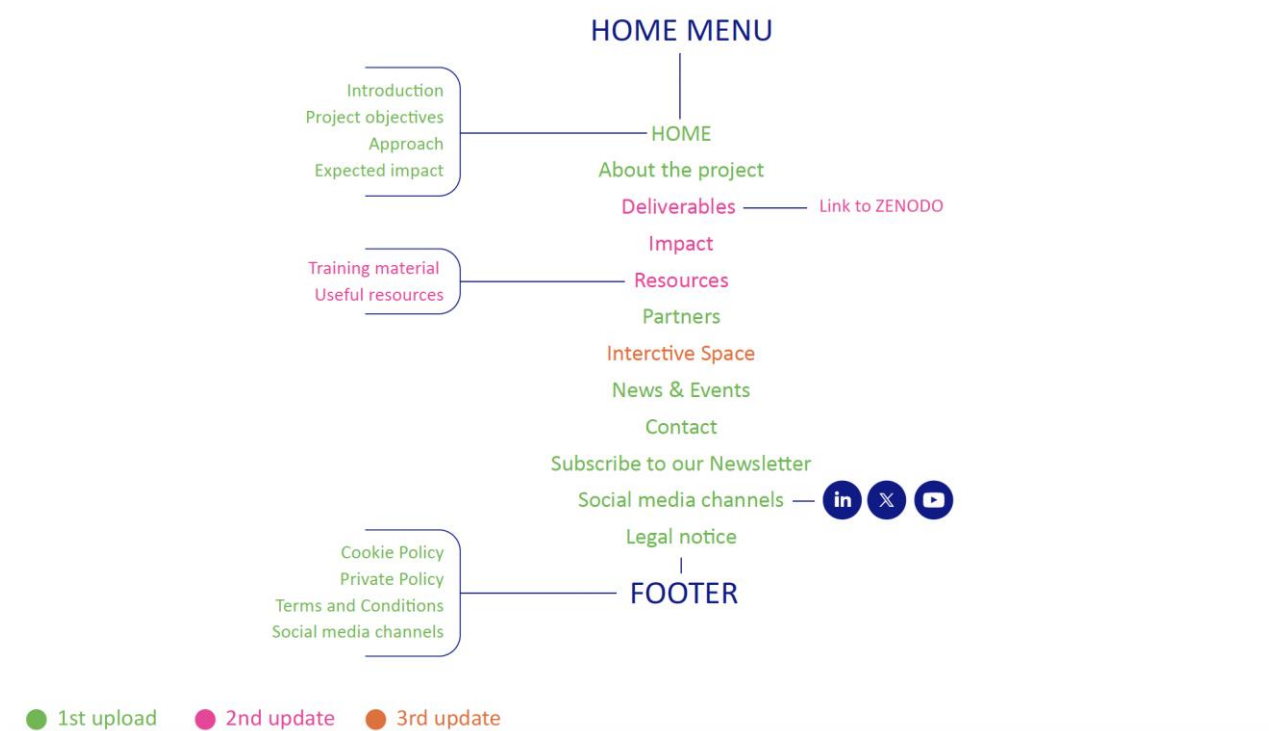 HOME MENU
Introduction
Project objectives
Approach
Expected impact
HOME
About the project
Deliverables
Link to ZENODO
Impact
Training material
Useful resources
Resources
Partners
Interctive Space
News & Events
Contact
Subscribe to our Newsletter
Social media channels
in X
Legal notice
Cookie Policy
Private Policy
Terms and Conditions
Social media channels
FOOTER
1st upload 2nd update 3rd update